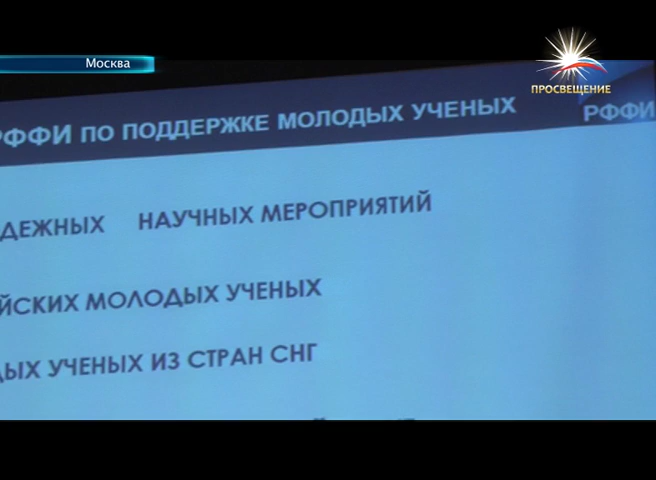 Москва
ПРОСВЕЩЕНИЕ
РФФИ ПО ПОДДЕРЖКЕ МОЛОДЫХ УЧЕНЫХ
РФФИ
ДЕЖНЫХ НАУЧНЫХ МЕРОПРИЯТИЙ
ЙСКИХ МОЛОДЫХ УЧЕНЫХ
ДЫХ УЧЕНЫХ ИЗ СТРАН СНГ